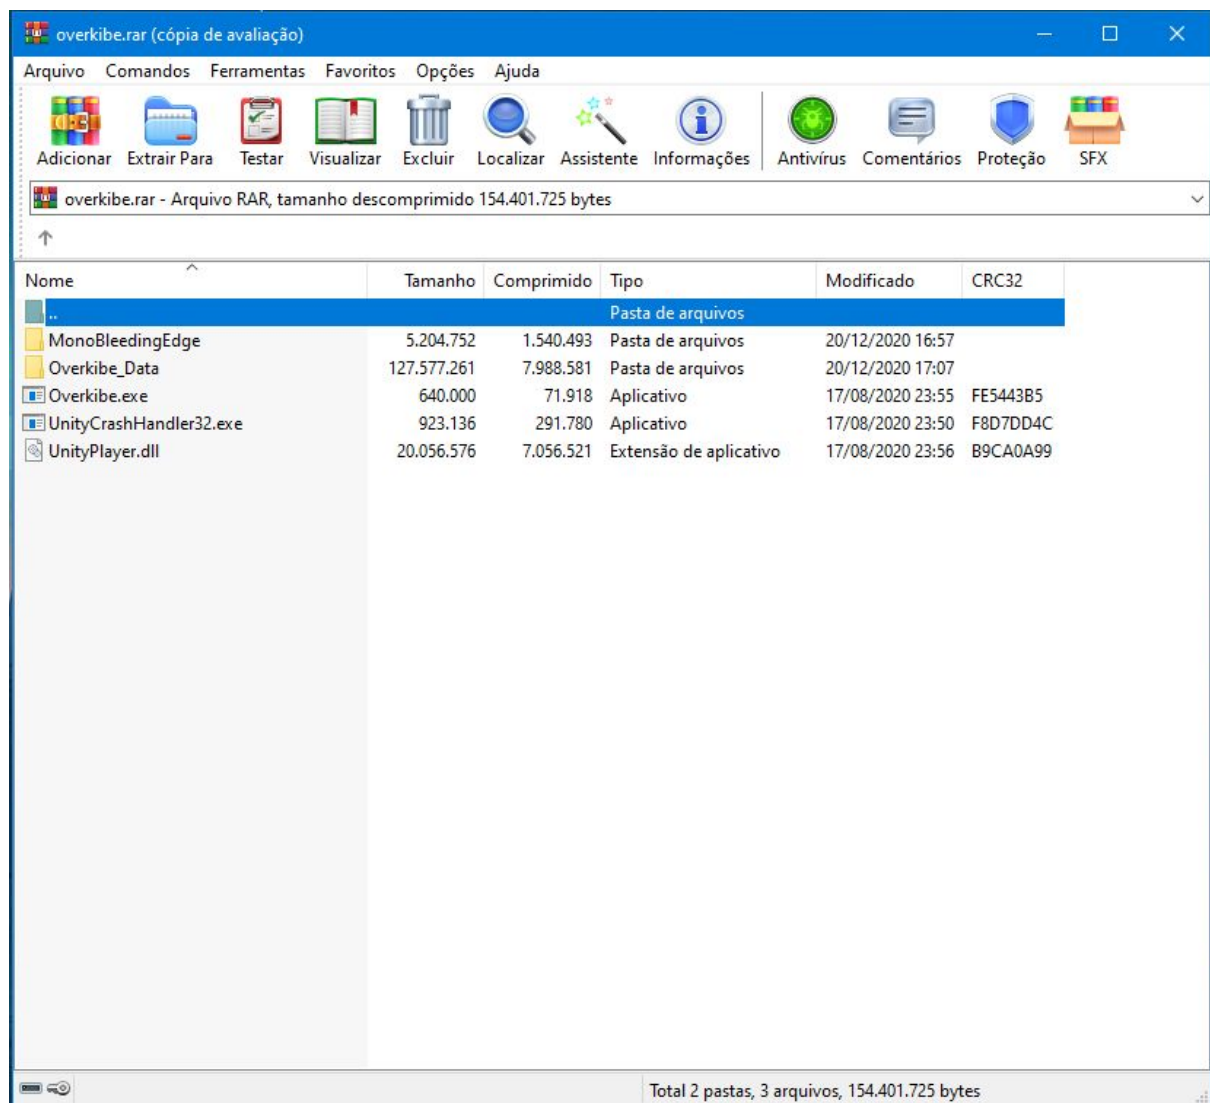 overkibe.rar (cópia de avaliação)
Arquivo Comandos Ferramentas Favoritos Opções Ajuda
Adicionar Extrair Para Testar Visualizar Excluir Localizar Assistente Informações Antivírus Comentários Proteção SFX
overkibe.rar - Arquivo RAR, tamanho descomprimido 154.401.725 bytes
Nome Tamanho Comprimido Tipo Modificado CRC32
.. Pasta de arquivos
MonoBleedingEdge 5.204.752 1.540.493 Pasta de arquivos 20/12/2020 16:57
Overkibe_Data 127.577.261 7.988.581 Pasta de arquivos 20/12/2020 17:07
Overkibe.exe 640.000 71.918 Aplicativo 17/08/2020 23:55 FE5443B5
UnityCrashHandler32.exe 923.136 291.780 Aplicativo 17/08/2020 23:50 F8D7DD4C
UnityPlayer.dll 20.056.576 7.056.521 Extensão de aplicativo 17/08/2020 23:56 B9CA0A99
Total 2 pastas, 3 arquivos, 154.401.725 bytes